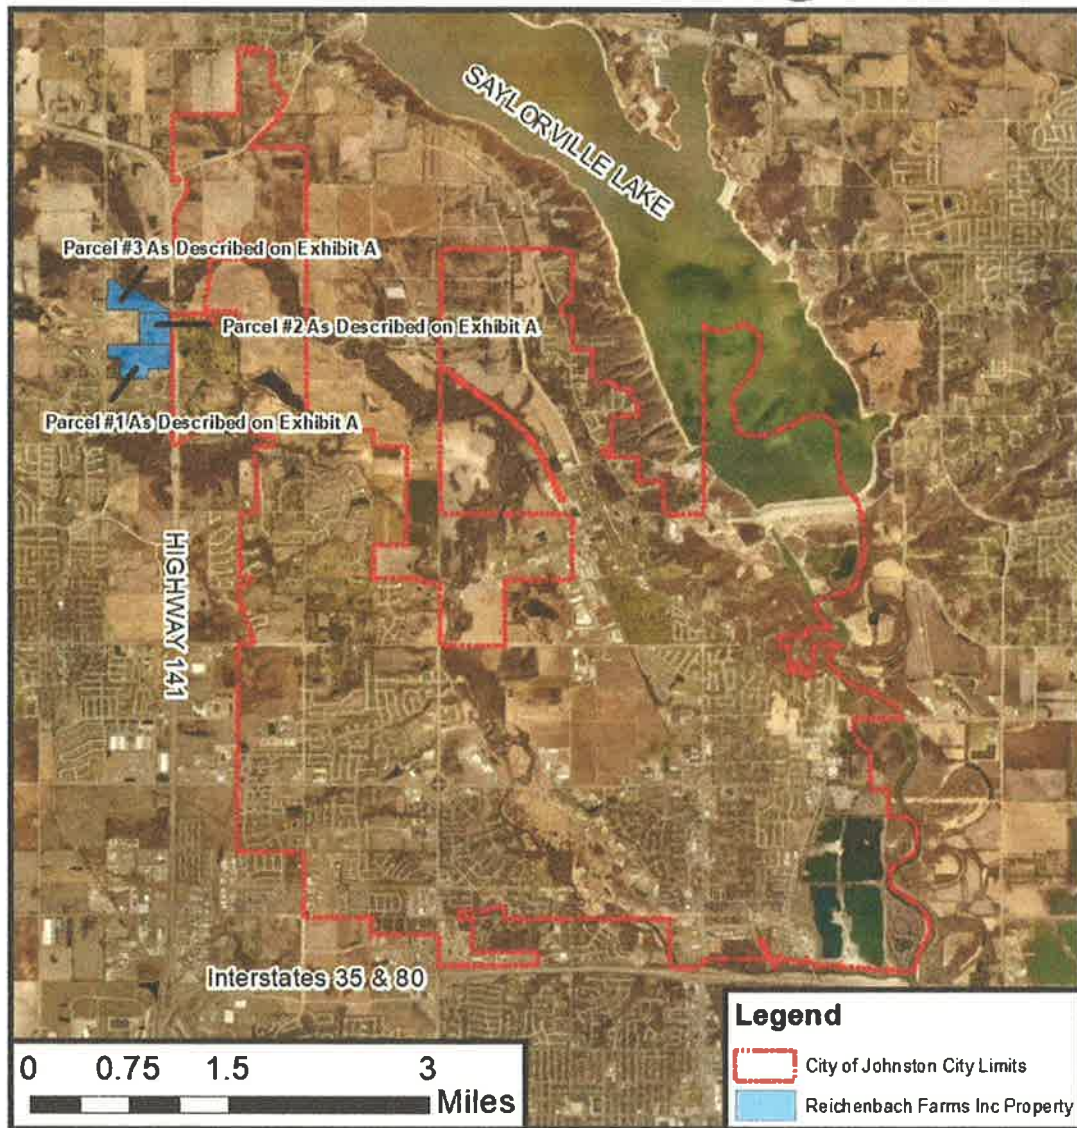 SAYLORVILLE LAKE
Parcel #3 As Described on Exhibit A
Parcel #2 As Described on Exhibit A
Parcel #1 As Described on Exhibit A
HIGHWAY 141
Interstates 35 & 80
Legend
City of Johnston City Limits
Reichenbach Farms Inc Property
0 0.75 1.5 3
Miles